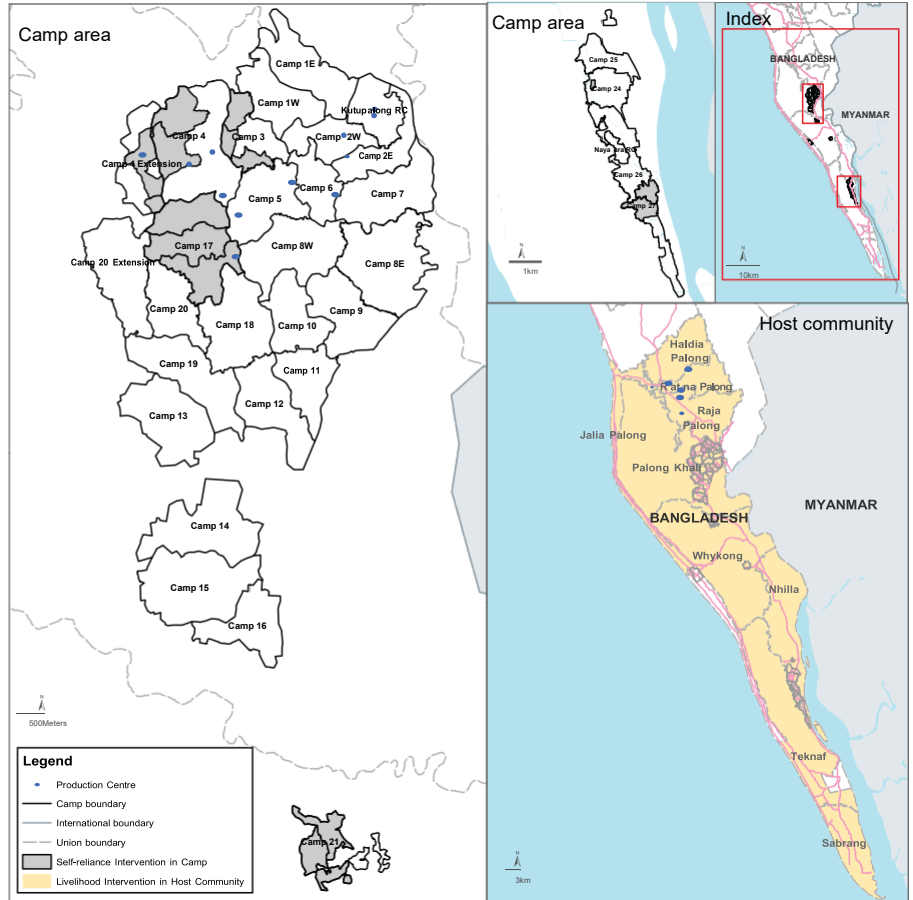 Camp area
Camp 1E
Camp 1W
Kutupalong RC
Camp 4
Camp 3
Camp 2W
Camp 2E
Camp 4 Extension
Camp 5
Camp 6
Camp 7
Camp 17
Camp 8W
Camp 20 Extension
Camp 8E
Camp 20
Camp 18
Camp 10
Camp 9
Camp 19
Camp 11
Camp 13
Camp 12
Camp 14
Camp 15
Camp 16
N
500Meters
Legend
Production Centre
Camp boundary
International boundary
Union boundary
Self-reliance Intervention in Camp
Livelihood Intervention in Host Community
Camp 21
Camp area
Camp 25
Camp 24
Camp 26
N
1km
Index
BANGLADESH
MYANMAR
N
10km
Host community
Haldia
Palong
Ratna Palong
Raja
Palong
Jalia Palong
Palong Khali
MYANMAR
BANGLADESH
Whykong
Nhilla
Teknaf
Sabrang
N
3km